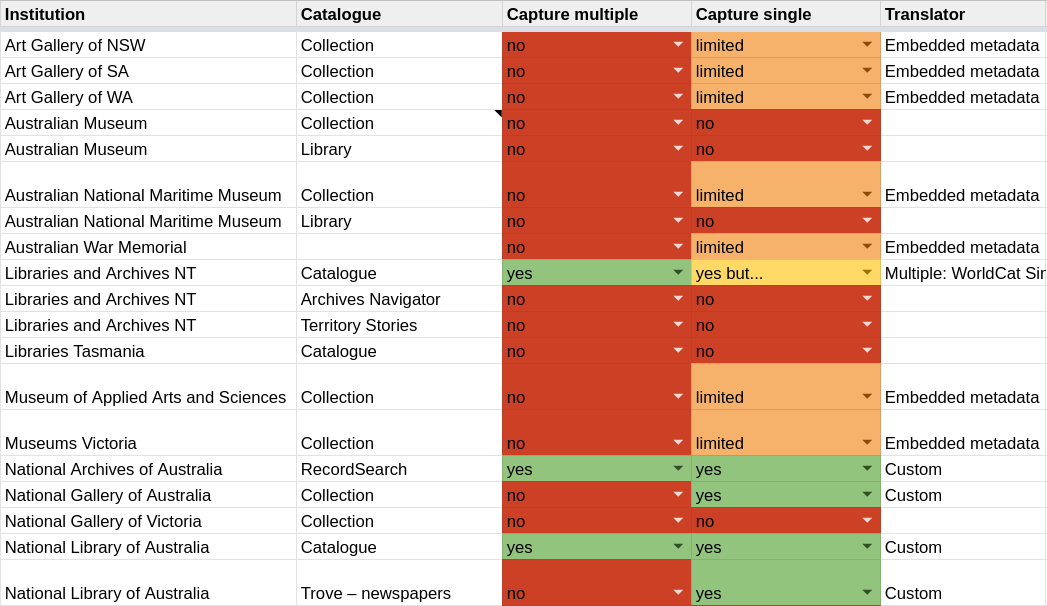 Institution Catalogue Capture multiple Capture single Translator
Art Gallery of NSW Collection no limited Embedded metadata
Art Gallery of SA Collection no limited Embedded metadata
Art Gallery of WA Collection no limited Embedded metadata
Australian Museum Collection no no
Australian Museum Library no no
Australian National Maritime Museum Collection no limited Embedded metadata
Australian National Maritime Museum Library no no
Australian War Memorial no limited Embedded metadata
Libraries and Archives NT Catalogue yes yes but... Multiple: WorldCat
Libraries and Archives NT Archives Navigator no no
Libraries and Archives NT Territory Stories no no
Libraries Tasmania Catalogue no no
Museum of Applied Arts and Sciences Collection no limited Embedded metadata
Museums Victoria Collection no limited Embedded metadata
National Archives of Australia RecordSearch yes yes Custom
National Gallery of Australia Collection no yes Custom
National Gallery of Victoria Collection no no
National Library of Australia Catalogue yes yes Custom
National Library of Australia Trove – newspapers no yes Custom